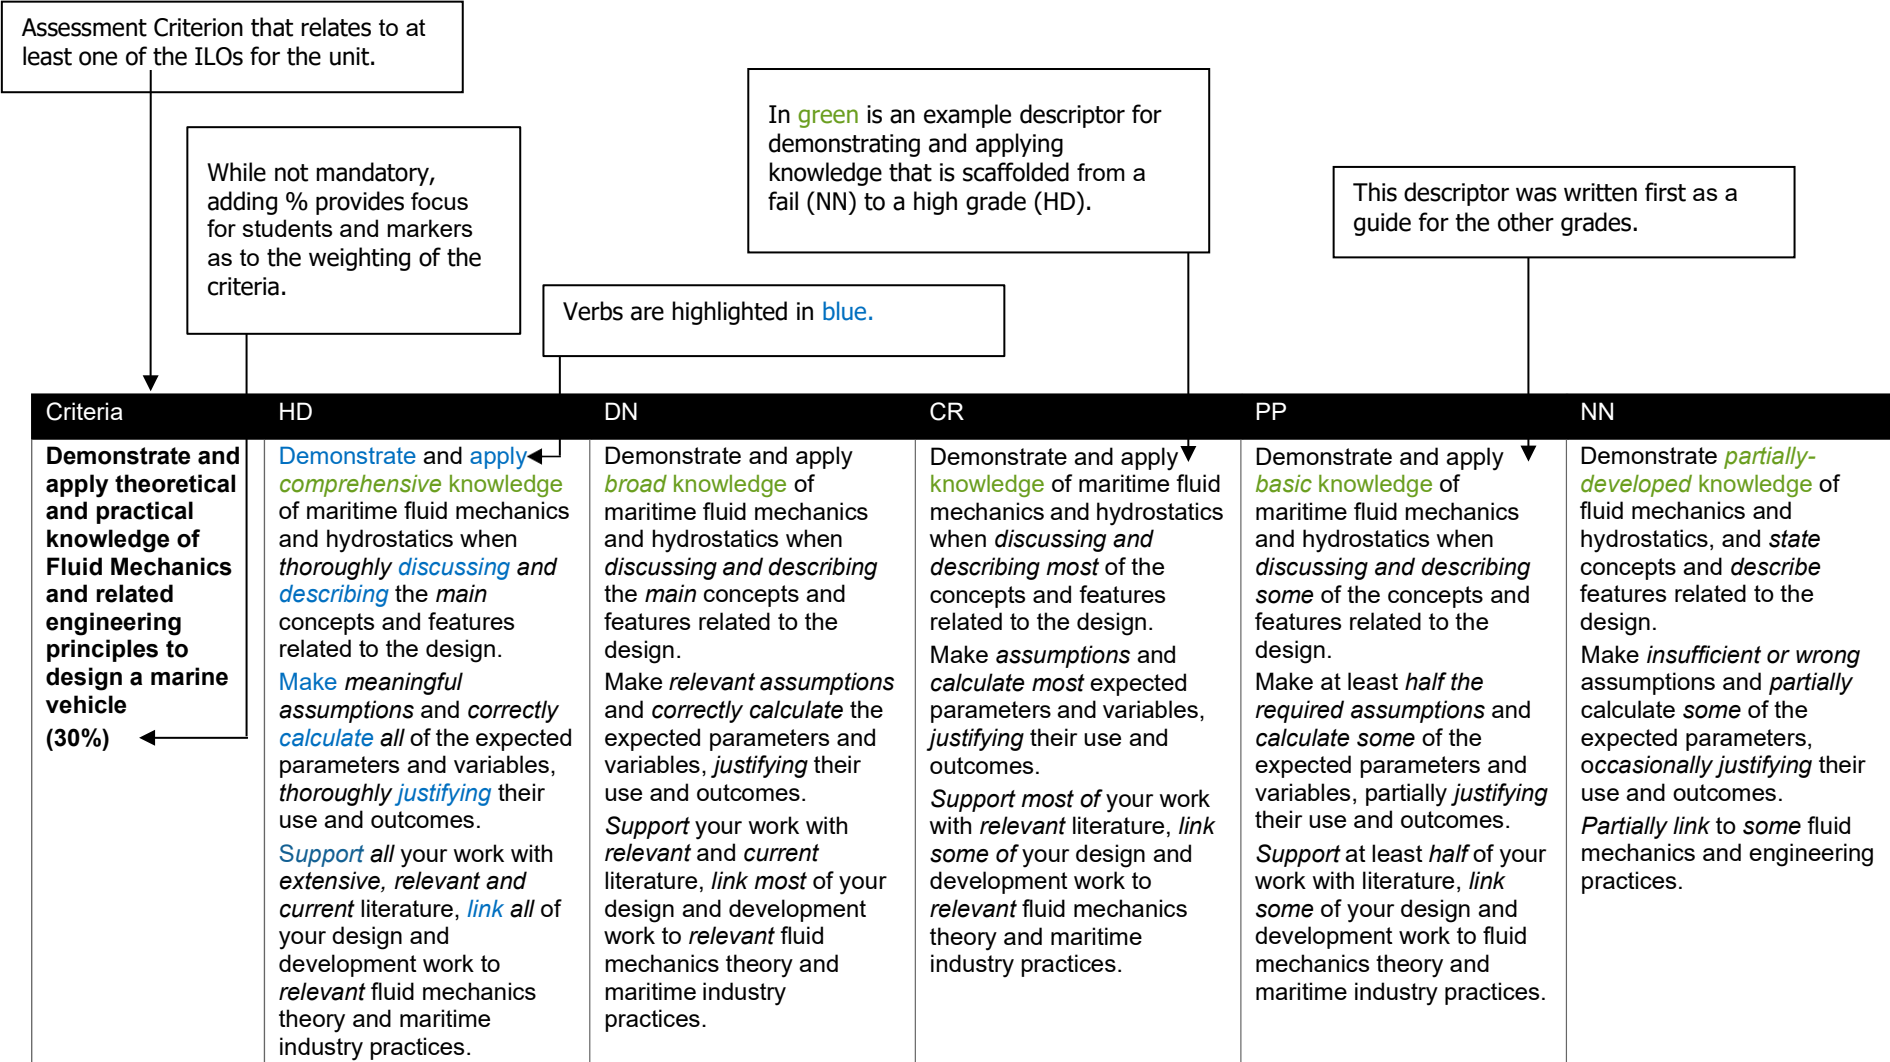 Assessment Criterion that relates to at
least one of the ILOs for the unit.
While not mandatory,
adding % provides focus
for students and markers
as to the weighting of the
criteria.
Verbs are highlighted in blue.
In green is an example descriptor for
demonstrating and applying
knowledge that is scaffolded from a
fail (NN) to a high grade (HD).
This descriptor was written first as a
guide for the other grades.
Criteria
HD
DN
CR
PP
NN
Demonstrate and
apply theoretical
and practical
knowledge of
Fluid Mechanics
and related
engineering
principles to
design a marine
vehicle
(30%)
Demonstrate and apply
comprehensive knowledge
of maritime fluid mechanics
and hydrostatics when
thoroughly discussing and
describing the main
concepts and features
related to the design.
Make meaningful
assumptions and correctly
calculate all of the expected
parameters and variables,
thoroughly justifying their
use and outcomes.
Support all your work with
extensive, relevant and
current literature, link all of
your design and
development work to
relevant fluid mechanics
theory and maritime
industry practices.
Demonstrate and apply
broad knowledge of
maritime fluid mechanics
and hydrostatics when
discussing and describing
the main concepts and
features related to the
design.
Make relevant assumptions
and correctly calculate the
expected parameters and
variables, justifying their
use and outcomes.
Support your work with
relevant and current
literature, link most of your
design and development
work to relevant fluid
mechanics theory and
maritime industry
practices.
Demonstrate and apply
knowledge of maritime fluid
mechanics and hydrostatics
when discussing and
describing most of the
concepts and features
related to the design.
Make assumptions and
calculate most expected
parameters and variables,
justifying their use and
outcomes.
Support most of your work
with relevant literature, link
some of your design and
development work to
relevant fluid mechanics
theory and maritime
industry practices.
Demonstrate and apply
basic knowledge of
maritime fluid mechanics
and hydrostatics when
discussing and describing
some of the concepts and
features related to the
design.
Make at least half the
required assumptions and
calculate some of the
expected parameters and
variables, partially justifying
their use and outcomes.
Support at least half of your
work with literature, link
some of your design and
development work to fluid
mechanics theory and
maritime industry practices.
Demonstrate partially-
developed knowledge of
fluid mechanics and
hydrostatics, and state
concepts and describe
features related to the
design.
Make insufficient or wrong
assumptions and partially
calculate some of the
expected parameters,
occasionally justifying their
use and outcomes.
Partially link to some fluid
mechanics and engineering
practices.